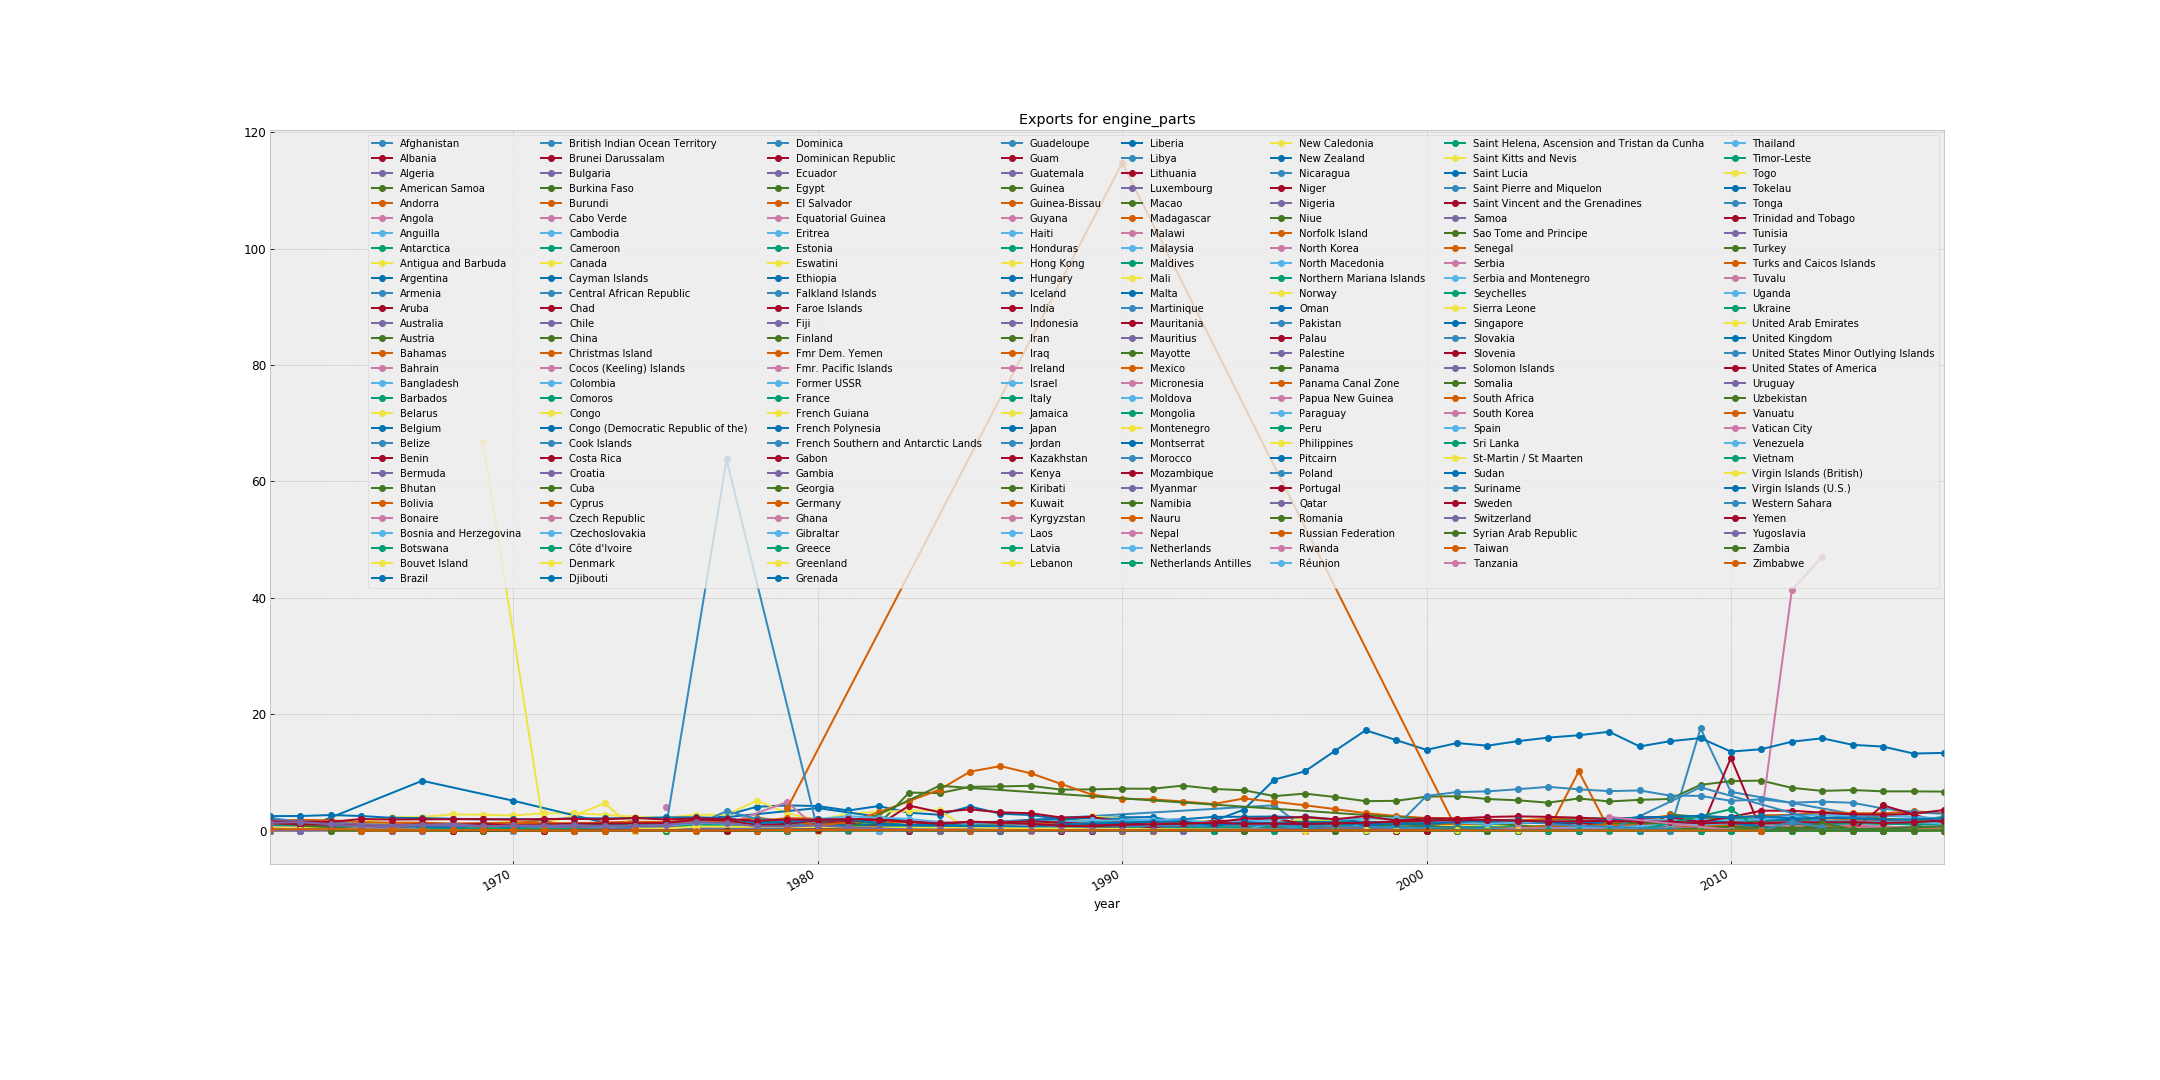 Exports for engine_parts
120
100
80
60
40
20
0
Afghanistan
Albania
Algeria
American Samoa
Andorra
Angola
Anguilla
Antarctica
Antigua and Barbuda
Argentina
Armenia
Aruba
Australia
Austria
Bahamas
Bahrain
Bangladesh
Barbados
Belarus
Belgium
Belize
Benin
Bermuda
Bhutan
Bolivia
Bonaire
Bosnia and Herzegovina
Botswana
Bouvet Island
Brazil
British Indian Ocean Territory
Brunei Darussalam
Bulgaria
Burkina Faso
Burundi
Cabo Verde
Cambodia
Cameroon
Canada
Cayman Islands
Central African Republic
Chad
Chile
China
Christmas Island
Cocos (Keeling) Islands
Colombia
Comoros
Congo
Congo (Democratic Republic of the)
Cook Islands
Costa Rica
Croatia
Cuba
Cyprus
Czech Republic
Czechoslovakia
Côte d'Ivoire
Denmark
Djibouti
Dominica
Dominican Republic
Ecuador
Egypt
El Salvador
Equatorial Guinea
Eritrea
Estonia
Eswatini
Ethiopia
Falkland Islands
Faroe Islands
Fiji
Finland
Fmr Dem. Yemen
Fmr. Pacific Islands
Former USSR
France
French Guiana
French Polynesia
French Southern and Antarctic Lands
Gabon
Gambia
Georgia
Germany
Ghana
Gibraltar
Greece
Greenland
Grenada
Guadeloupe
Guam
Guatemala
Guinea
Guinea-Bissau
Guyana
Haiti
Honduras
Hong Kong
Hungary
Iceland
India
Indonesia
Iran
Iraq
Ireland
Israel
Italy
Jamaica
Japan
Jordan
Kazakhstan
Kenya
Kiribati
Kuwait
Kyrgyzstan
Laos
Latvia
Lebanon
Liberia
Libya
Lithuania
Luxembourg
Macao
Madagascar
Malawi
Malaysia
Maldives
Mali
Malta
Martinique
Mauritania
Mauritius
Mayotte
Mexico
Micronesia
Moldova
Mongolia
Montenegro
Montserrat
Morocco
Mozambique
Myanmar
Namibia
Nauru
Nepal
Netherlands
Netherlands Antilles
New Caledonia
New Zealand
Nicaragua
Niger
Nigeria
Niue
Norfolk Island
North Korea
North Macedonia
Northern Mariana Islands
Norway
Oman
Pakistan
Palau
Palestine
Panama
Panama Canal Zone
Papua New Guinea
Paraguay
Peru
Philippines
Pitcairn
Poland
Portugal
Qatar
Romania
Russian Federation
Rwanda
Réunion
Saint Helena, Ascension and Tristan da Cunha
Saint Kitts and Nevis
Saint Lucia
Saint Pierre and Miquelon
Saint Vincent and the Grenadines
Samoa
Sao Tome and Principe
Senegal
Serbia
Serbia and Montenegro
Seychelles
Sierra Leone
Singapore
Slovakia
Slovenia
Solomon Islands
Somalia
South Africa
South Korea
Spain
Sri Lanka
St-Martin / St Maarten
Sudan
Suriname
Sweden
Switzerland
Syrian Arab Republic
Taiwan
Tanzania
Thailand
Timor-Leste
Togo
Tokelau
Tonga
Trinidad and Tobago
Tunisia
Turkey
Turks and Caicos Islands
Tuvalu
Uganda
Ukraine
United Arab Emirates
United Kingdom
United States Minor Outlying Islands
United States of America
Uruguay
Uzbekistan
Vanuatu
Vatican City
Venezuela
Vietnam
Virgin Islands (British)
Virgin Islands (U.S.)
Western Sahara
Yemen
Yugoslavia
Zambia
Zimbabwe
1970
1980
1990
2000
2010
year